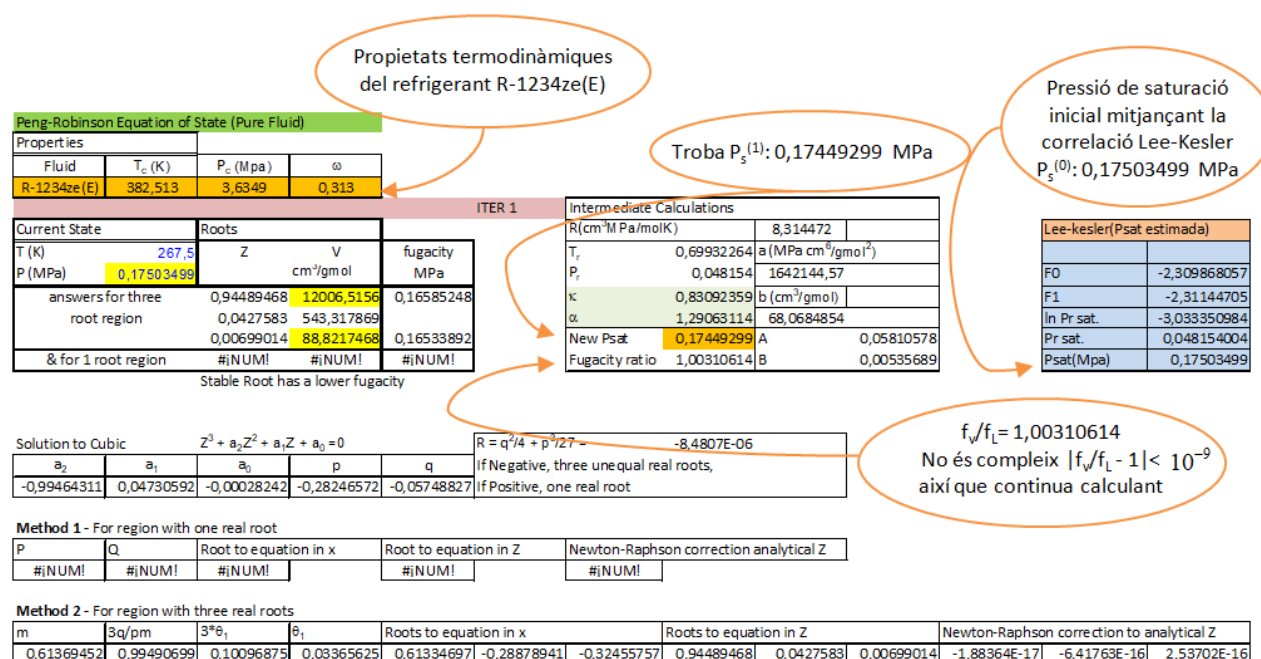 Propietats termodinàmiques
del refrigerant R-1234ze(E)
Pressió de saturació
inicial mitjançant la
correlació Lee-Kesler
Ps(0): 0,17503499 MPa
Troba Ps(1): 0,17449299 MPa
Peng-Robinson Equation of State (Pure Fluid)
Properties
Fluid Tc (K) Pc (Mpa) ω
R-1234ze(E) 382,513 3,6349 0,313
ITER 1
Current State Roots
T (K) 267,5 Z V fugacity
P (MPa) 0,17503499 cm³/gmol MPa
answers for three 0,94489468 12006,5156 0,16585248
root region 0,0427583 543,317869
0,00699014 88,8217468 0,16533892
& for 1 root region #¡NUM! #¡NUM! #¡NUM!
Stable Root has a lower fugacity
Intermediate Calculations
R(cm³MPa/molK) 8,314472
Tr 0,69932264 a (MPa cm⁶/gmol²)
Pr 0,048154 1642144,57
κ 0,83092359 b (cm³/gmol)
α 1,29063114 68,0684854
New Psat 0,17449299 A 0,05810578
Fugacity ratio 1,00310614 B 0,00535689
Lee-kesler(Psat estimada)
F0 -2,309868057
F1 -2,31144705
ln Pr sat. -3,033350984
Pr sat. 0,048154004
Psat(Mpa) 0,17503499
fv/fL= 1,00310614
No és compleix |fv/fL - 1|< 10⁻⁹
així que continua calculant
Solution to Cubic Z³ + a2Z² + a1Z + a0 =0 R = q²/4 + p³/27 = -8,4807E-06
a2 a1 a0 p q If Negative, three unequal real roots,
-0,99464311 0,04730592 -0,00028242 -0,28246572 -0,05748827 If Positive, one real root
Method 1 - For region with one real root
P Q Root to equation in x Root to equation in Z Newton-Raphson correction analytical Z
#¡NUM! #¡NUM! #¡NUM! #¡NUM! #¡NUM!
Method 2 - For region with three real roots
m 3q/pm 3*θ1 θ1 Roots to equation in x Roots to equation in Z Newton-Raphson correction to analytical Z
0,61369452 0,99490699 0,10096875 0,03365625 0,61334697 -0,28878941 -0,32455757 0,94489468 0,0427583 0,00699014 -1,88364E-17 -6,41763E-16 2,53702E-16